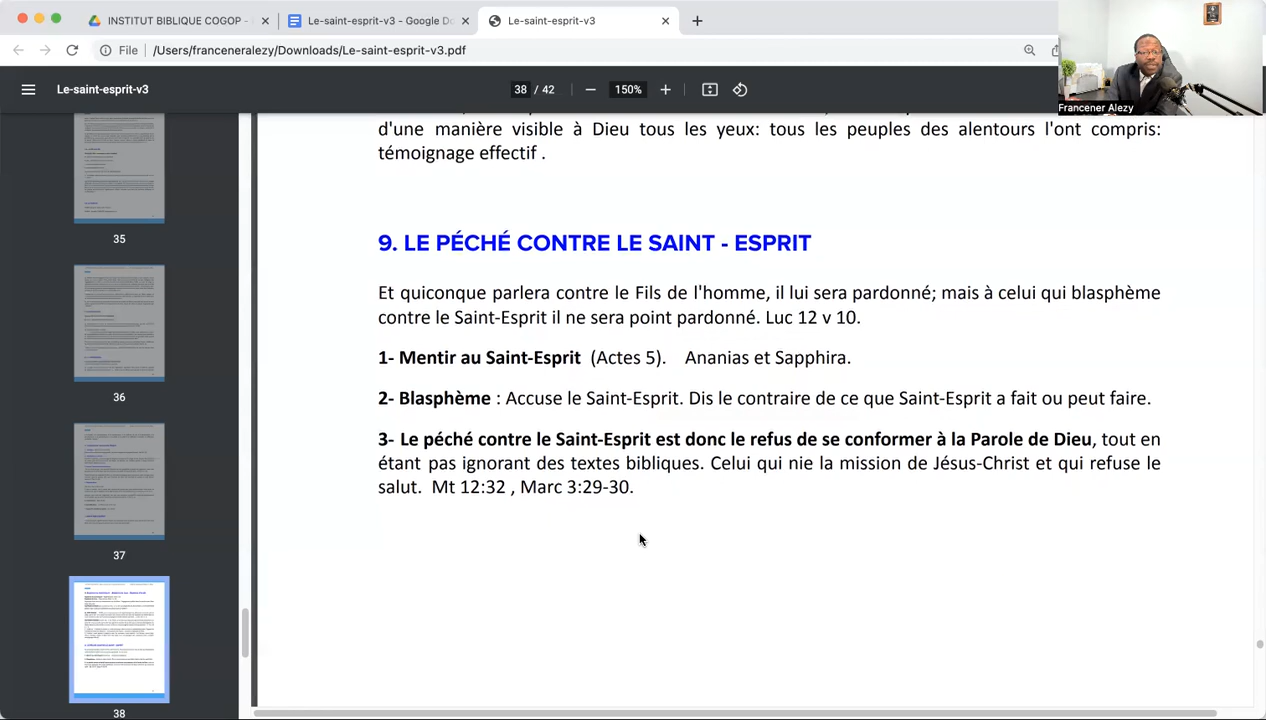 INSTITUT BIBLIQUE COGOP -
Le-saint-esprit-v3 - Google Do
Le-saint-esprit-v3
File
/Users/franceneralezy/Downloads/Le-saint-esprit-v3.pdf
Le-saint-esprit-v3
38 / 42
150%
Francener Alezy
d'une manière visible à Dieu tous les yeux: tous les peuples des alentours l'ont compris:
témoignage effectif .
9. LE PÉCHÉ CONTRE LE SAINT - ESPRIT
Et quiconque parlera contre le Fils de l'homme, il lui sera pardonné; mais à celui qui blasphème
contre le Saint-Esprit il ne sera point pardonné. Luc 12 v 10.
1- Mentir au Saint-Esprit (Actes 5). Ananias et Sapphira.
2- Blasphème : Accuse le Saint-Esprit. Dis le contraire de ce que Saint-Esprit a fait ou peut faire.
3- Le péché contre le Saint-Esprit est donc le refus de se conformer à la Parole de Dieu, tout en
étant pas ignorant des textes bibliques. Celui qui nie la mission de Jésus-Christ et qui refuse le
salut. Mt 12:32 , Marc 3:29-30.
35
36
37
38